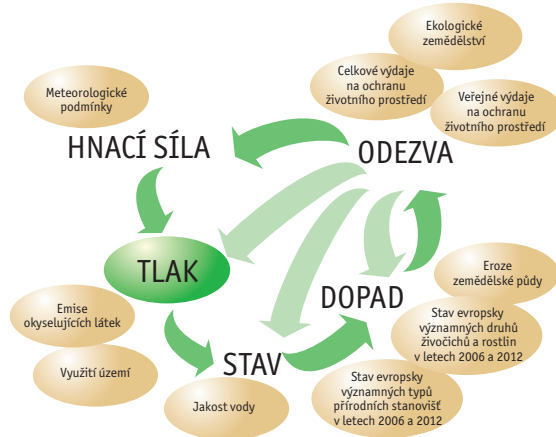 Ekologické
zemědělství
Celkové výdaje
na ochranu
životního prostředí
Veřejné výdaje
na ochranu
životního prostředí
Meteorologické
podmínky
HNACÍ SÍLA
ODEZVA
TLAK
DOPAD
STAV
Emise
okyselujících látek
Využití území
Jakost vody
Eroze
zemědělské půdy
Stav evropsky
významných druhů
živočichů a rostlin
v letech 2006 a 2012
Stav evropsky
významných typů
přírodních stanovišť
v letech 2006 a 2012